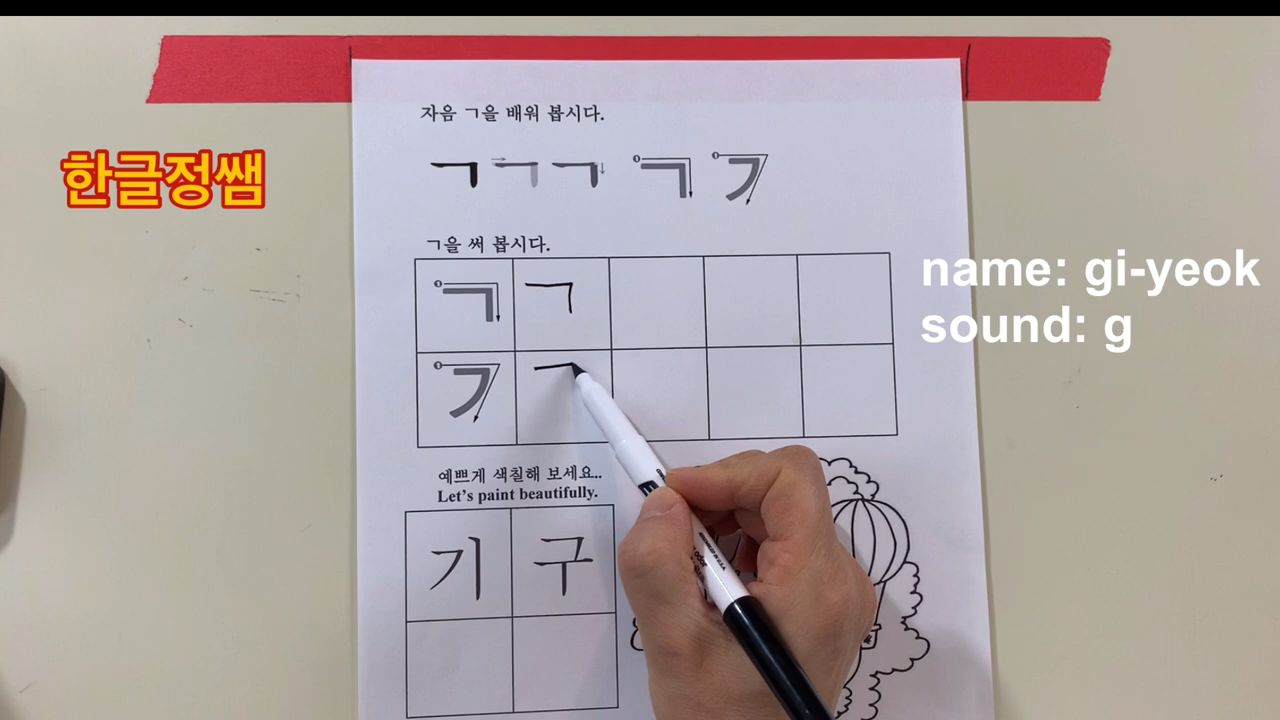 자음 ㄱ을 배워 봅시다.
한글정쌤
ㄱ ㄱ ㄱ ㄱ ㄱ
ㄱ을 써 봅시다.
name: gi-yeok
sound: g
ㄱ ㄱ
ㄱ
예쁘게 색칠해 보세요..
Let's paint beautifully.
기 구